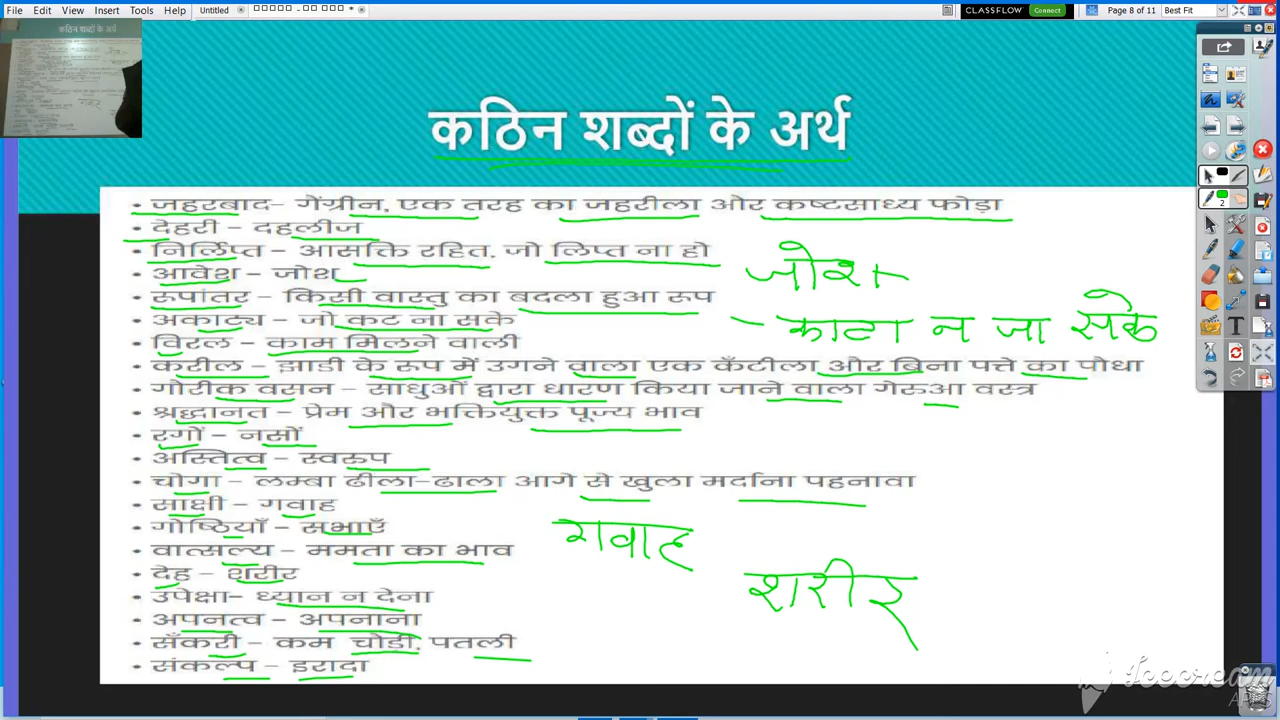 File Edit View Insert Tools Help Untitled CLASSFLOW Connect Page 8 of 11 Best Fit
कठिन शब्दों के अर्थ
• जहरबाद- गेंग्रीन, एक तरह का जहरीला और कष्टसाध्य फोड़ा
• देहरी - दहलीज
• निर्लिप्त - आसक्ति रहित, जो लिप्त ना हो
• आवेश - जोश
जोश
• रूपांतर - किसी वास्तु का बदला हुआ रूप
• अकाट्य - जो कट ना सके
- काटा न जा सके
• विरल - काम मिलने वाली
• करील - झाडी के रूप में उगने वाला एक कँटीला और बिना पत्ते का पोधा
• गोरीक वसन - साधुओं द्वारा धारण किया जाने वाला गेरुआ वस्त्र
• श्रद्धानत - प्रेम और भक्तियुक्त पूज्य भाव
• रगों - नसों
• अस्तित्व - स्वरुप
• चोगा - लम्बा ढीला-ढाला आगे से खुला मर्दाना पहनावा
• साक्षी - गवाह
• गोष्ठियाँ - सभाएँ
गवाह
• वात्सल्य - ममता का भाव
• देह - शरीर
शरीर
• उपेक्षा- ध्यान न देना
• अपनत्व - अपनाना
• सँकरी - कम चोडी, पतली
• संकल्प - इरादा
Icecream
APPS